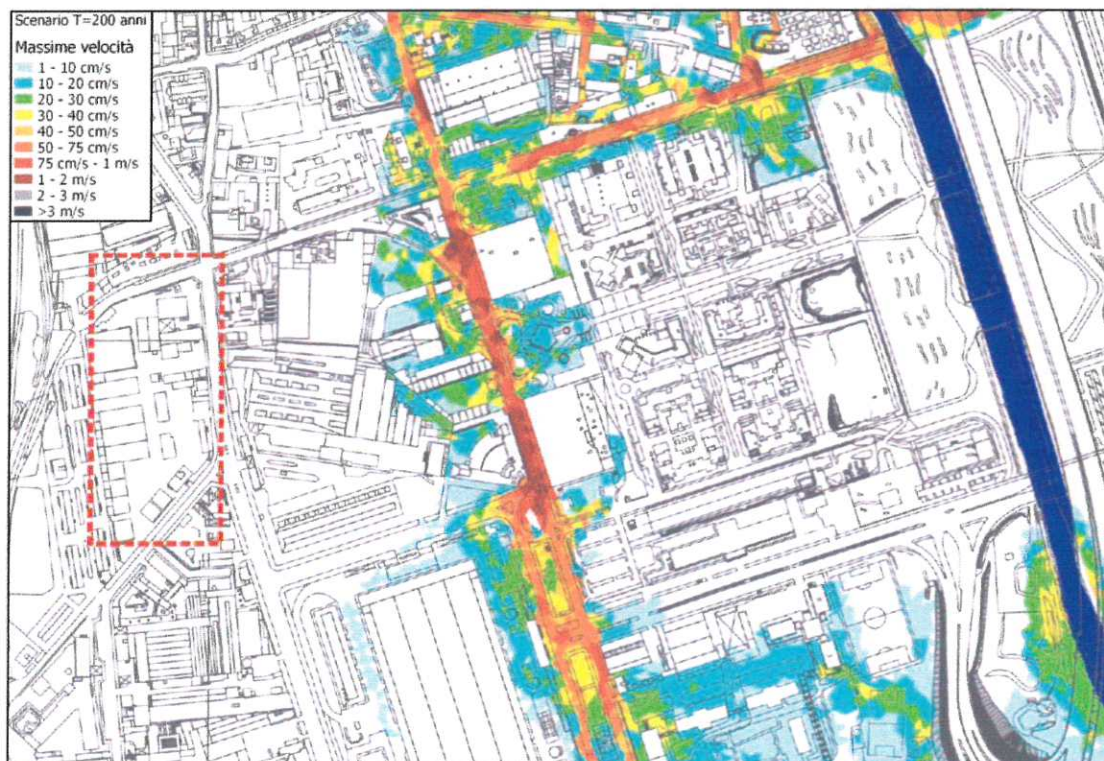 Scenario T=200 anni
Massime velocità
1 - 10 cm/s
10 - 20 cm/s
20 - 30 cm/s
30 - 40 cm/s
40 - 50 cm/s
50 - 75 cm/s
75 cm/s - 1 m/s
1 - 2 m/s
2 - 3 m/s
>3 m/s